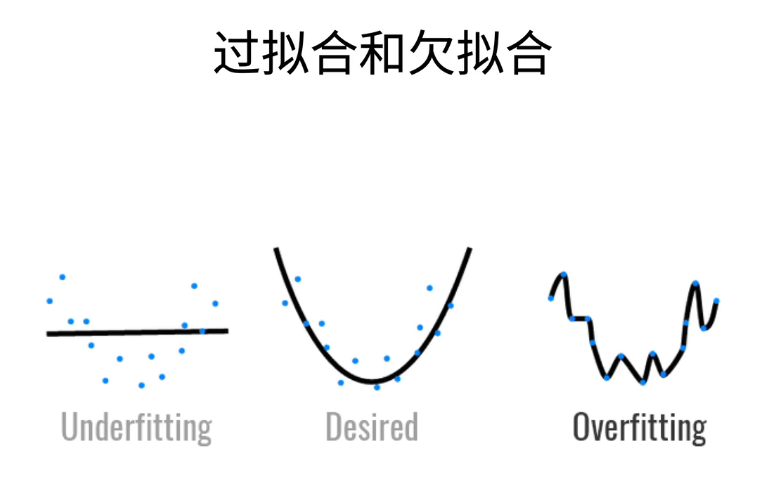 过拟合和欠拟合
Underfitting
Desired
Overfitting